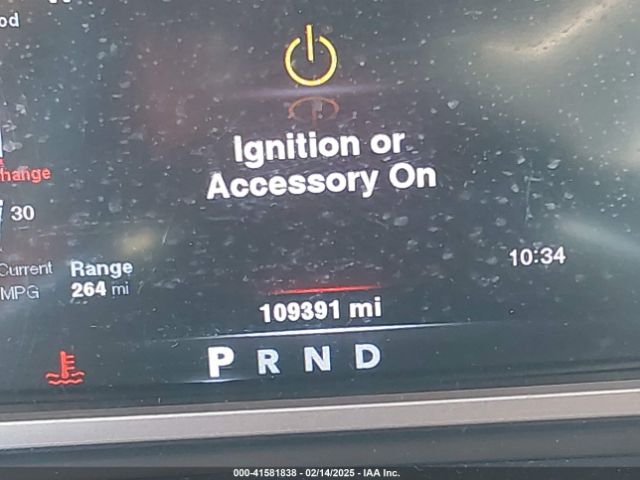 od
Ignition or
Accessory On
hange
30
10:34
Current Range
MPG 264 mi
109391 mi
P R N D
000-41581838 - 02/14/2025 - IAA Inc.